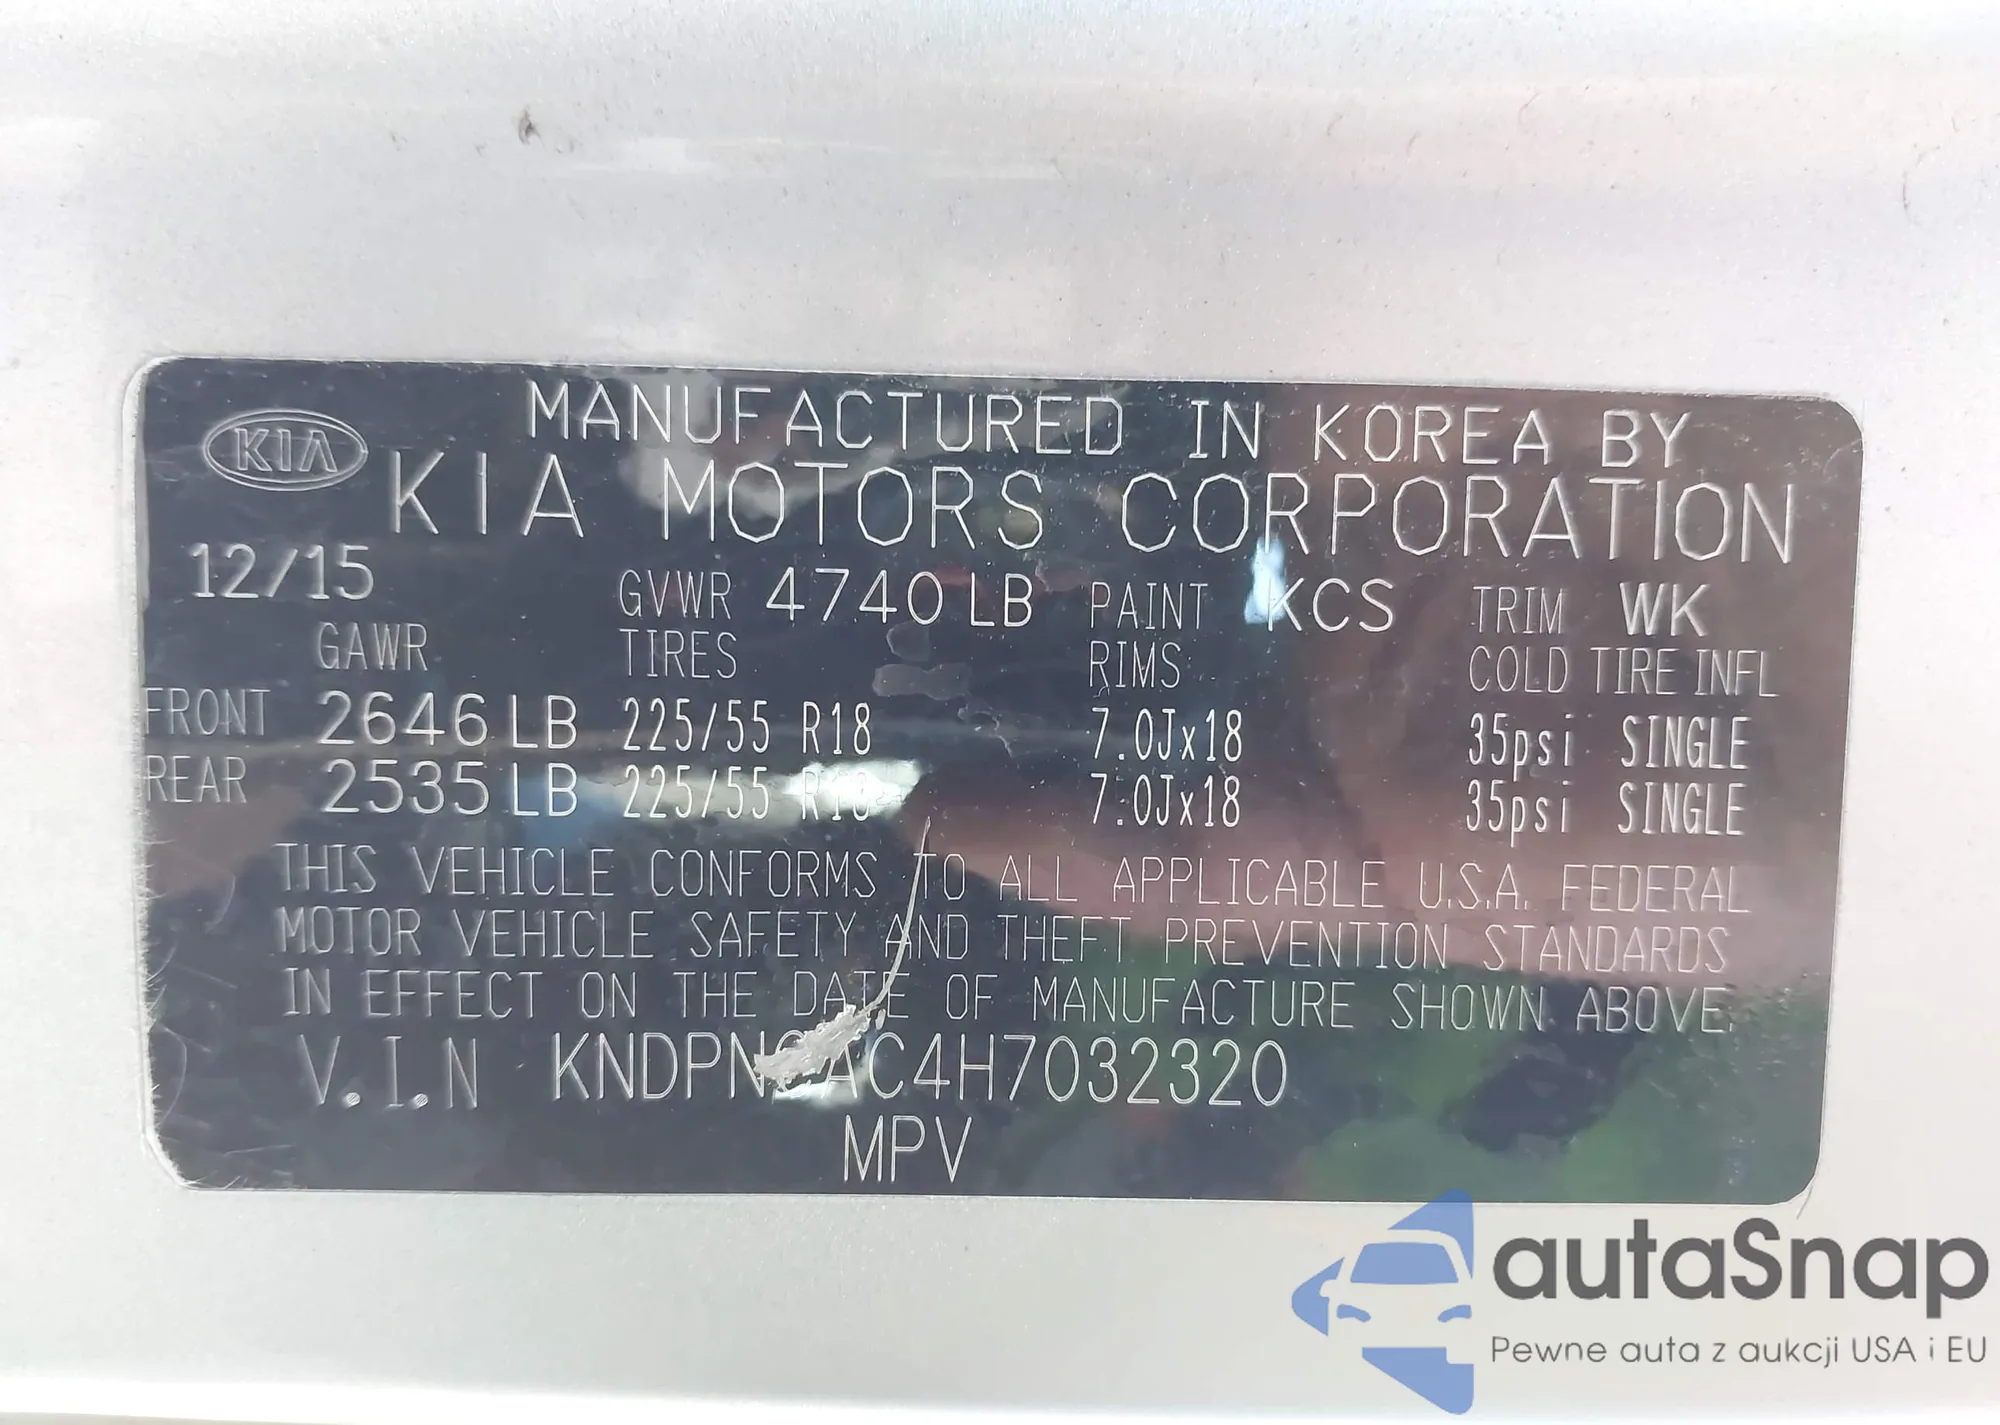 MANUFACTURED IN KOREA BY
KIA
KIA MOTORS CORPORATION
12/15 GVWR 4740 LB PAINT KCS TRIM WK
GAWR TIRES RIMS COLD TIRE INFL
FRONT 2646 LB 225/55 R18 7.0Jx18 35psi SINGLE
REAR 2535 LB 225/55 R18 7.0Jx18 35psi SINGLE
THIS VEHICLE CONFORMS TO ALL APPLICABLE U.S.A. FEDERAL
MOTOR VEHICLE SAFETY AND THEFT PREVENTION STANDARDS
IN EFFECT ON THE DATE OF MANUFACTURE SHOWN ABOVE.
V.I.N
MPV
autaSnap
Pewne auta z aukcji USA i EU